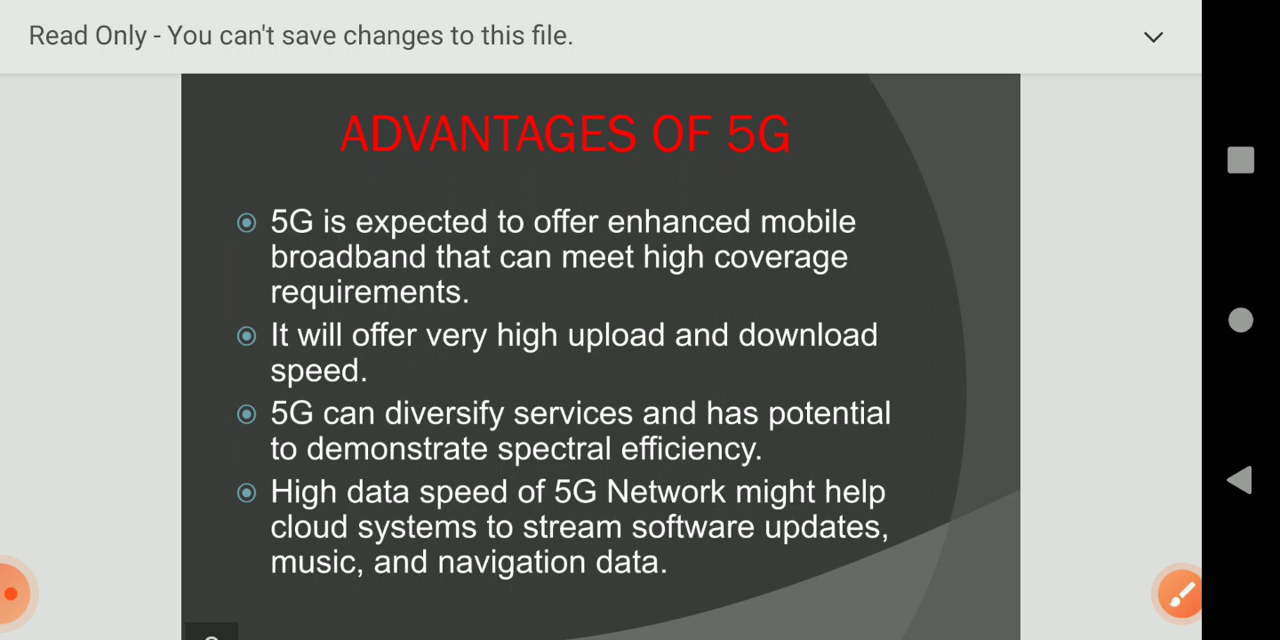 Read Only - You can't save changes to this file.
ADVANTAGES OF 5G
5G is expected to offer enhanced mobile
broadband that can meet high coverage
requirements.
It will offer very high upload and download
speed.
5G can diversify services and has potential
to demonstrate spectral efficiency.
High data speed of 5G Network might help
cloud systems to stream software updates,
music, and navigation data.